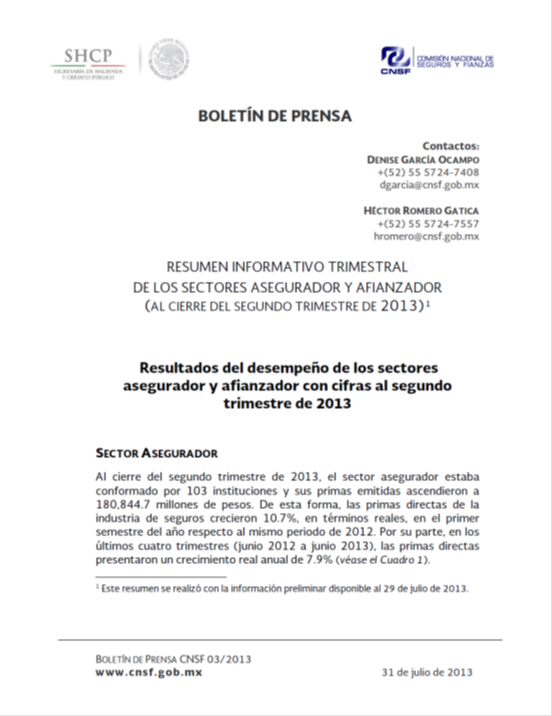 SHCP
SECRETARÍA DE HACIENDA
Y CRÉDITO PÚBLICO
CNSF
COMISIÓN NACIONAL DE
SEGUROS Y FIANZAS
BOLETÍN DE PRENSA
Contactos:
DENISE GARCÍA OCAMPO
+(52) 55 5724-7408
dgarcia@cnsf.gob.mx
HÉCTOR ROMERO GATICA
+(52) 55 5724-7557
hromero@cnsf.gob.mx
RESUMEN INFORMATIVO TRIMESTRAL
DE LOS SECTORES ASEGURADOR Y AFIANZADOR
(AL CIERRE DEL SEGUNDO TRIMESTRE DE 2013)¹
Resultados del desempeño de los sectores
asegurador y afianzador con cifras al segundo
trimestre de 2013
SECTOR ASEGURADOR
Al cierre del segundo trimestre de 2013, el sector asegurador estaba
conformado por 103 instituciones y sus primas emitidas ascendieron a
180,844.7 millones de pesos. De esta forma, las primas directas de la
industria de seguros crecieron 10.7%, en términos reales, en el primer
semestre del año respecto al mismo periodo de 2012. Por su parte, en los
últimos cuatro trimestres (junio 2012 a junio 2013), las primas directas
presentaron un crecimiento real anual de 7.9% (véase el Cuadro 1).
¹ Este resumen se realizó con la información preliminar disponible al 29 de julio de 2013.
BOLETÍN DE PRENSA CNSF 03/2013
www.cnsf.gob.mx
31 de julio de 2013